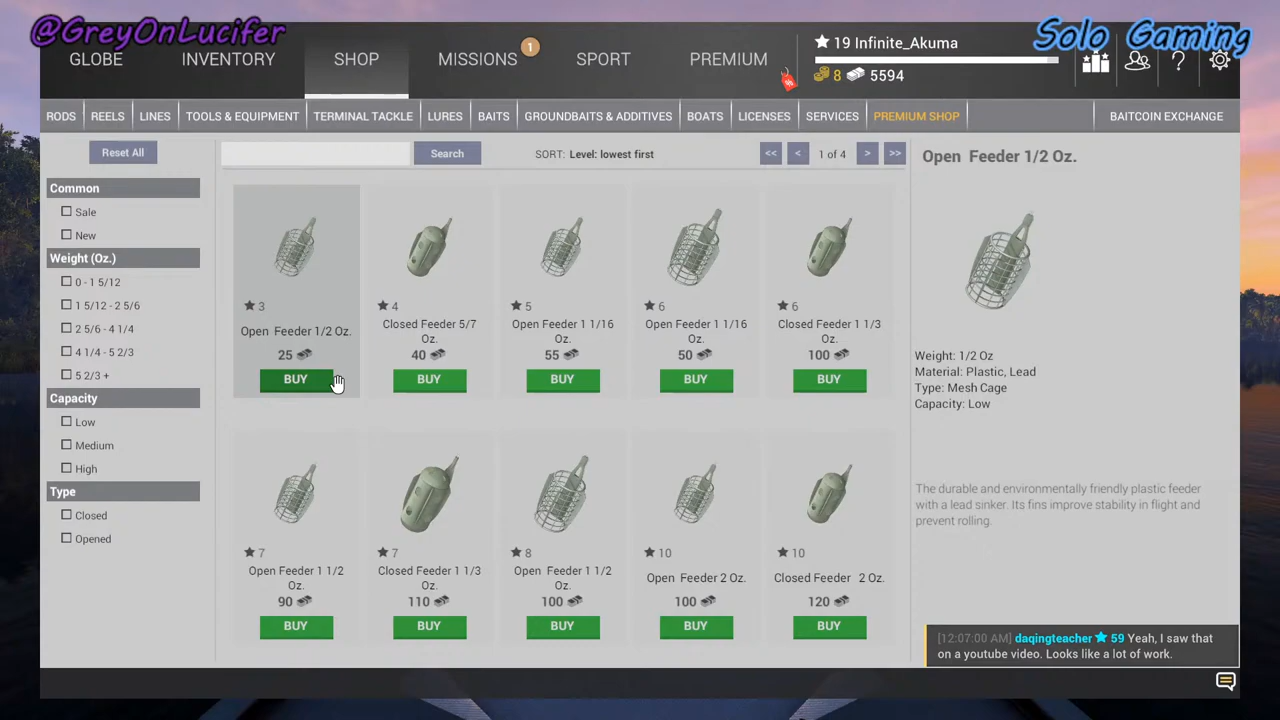 @GreyOnLucifer
Solo Gaming
GLOBE
INVENTORY
SHOP
MISSIONS
1
SPORT
PREMIUM
19 Infinite_Akuma
8
5594
?
RODS
REELS
LINES
TOOLS & EQUIPMENT
TERMINAL TACKLE
LURES
BAITS
GROUNDBAITS & ADDITIVES
BOATS
LICENSES
SERVICES
PREMIUM SHOP
BAITCOIN EXCHANGE
Reset All
Search
SORT: Level: lowest first
<<
<
1 of 4
>
>>
Common
Sale
New
Weight (Oz.)
0 - 1 5/12
1 5/12 - 2 5/6
2 5/6 - 4 1/4
4 1/4 - 5 2/3
5 2/3 +
Capacity
Low
Medium
High
Type
Closed
Opened
3
Open Feeder 1/2 Oz.
25
BUY
4
Closed Feeder 5/7
Oz.
40
BUY
5
Open Feeder 1 1/16
Oz.
55
BUY
6
Open Feeder 1 1/16
Oz.
50
BUY
6
Closed Feeder 1 1/3
Oz.
100
BUY
7
Open Feeder 1 1/2
Oz.
90
BUY
7
Closed Feeder 1 1/3
Oz.
110
BUY
8
Open Feeder 1 1/2
Oz.
100
BUY
10
Open Feeder 2 Oz.
100
BUY
10
Closed Feeder 2 Oz.
120
BUY
Open Feeder 1/2 Oz.
Weight: 1/2 Oz
Material: Plastic, Lead
Type: Mesh Cage
Capacity: Low
The durable and environmentally friendly plastic feeder
with a lead sinker. Its fins improve stability in flight and
prevent rolling.
[12:07:00 AM] daqingteacher ★ 59 Yeah, I saw that
on a youtube video. Looks like a lot of work.